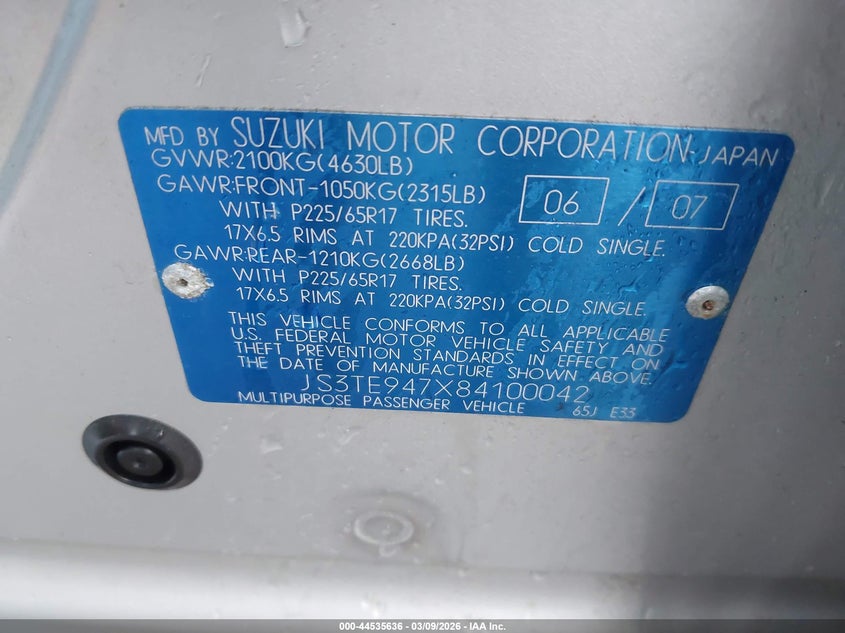 MFD BY SUZUKI MOTOR CORPORATION-JAPAN
GVWR:2100KG(4630LB)
GAWR:FRONT-1050KG(2315LB) 06 / 07
WITH P225/65R17 TIRES.
17X6.5 RIMS AT 220KPA(32PSI) COLD SINGLE.
GAWR:REAR-1210KG(2668LB)
WITH P225/65R17 TIRES.
17X6.5 RIMS AT 220KPA(32PSI) COLD SINGLE.
THIS VEHICLE CONFORMS TO ALL APPLICABLE
U.S. FEDERAL MOTOR VEHICLE SAFETY AND
THEFT PREVENTION STANDARDS IN EFFECT ON
THE DATE OF MANUFACTURE SHOWN ABOVE.
JS3TE947X84100042
MULTIPURPOSE PASSENGER VEHICLE 65J E33
000-44535636 - 03/09/2026 - IAA Inc.